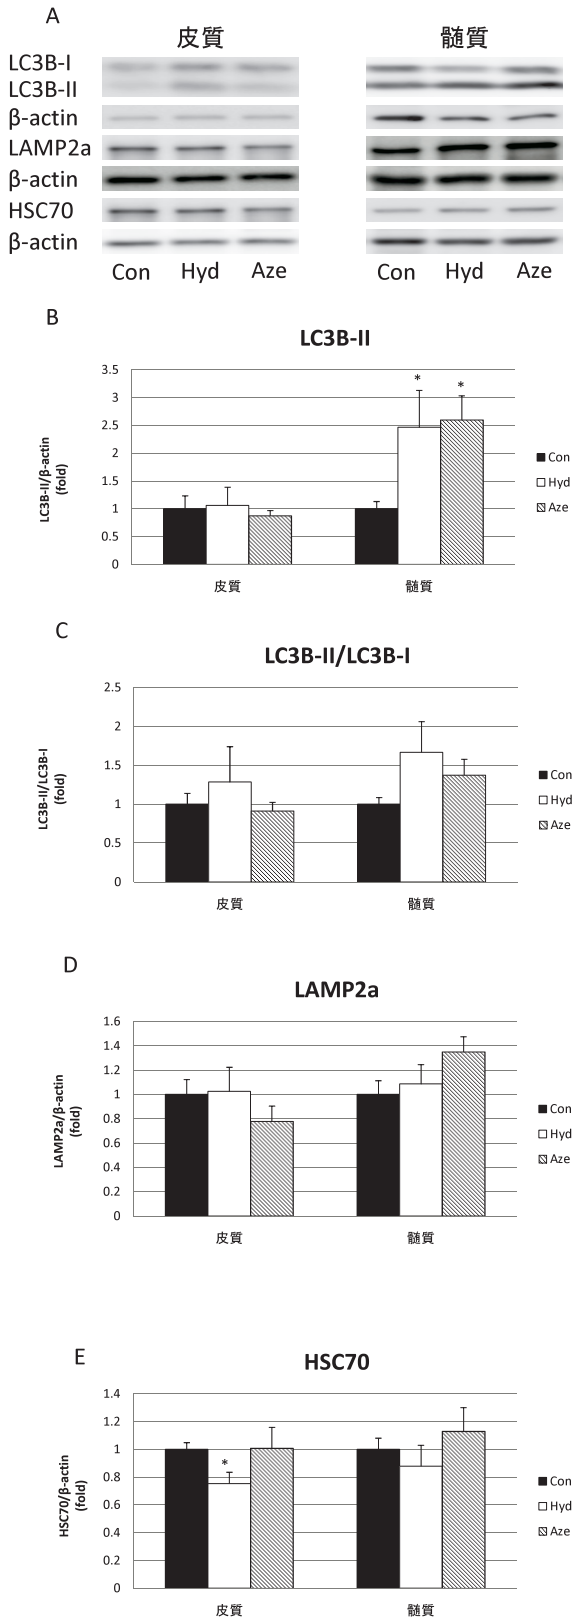 A
皮質 髄質
LC3B-I
LC3B-II
β-actin
LAMP2a
β-actin
HSC70
β-actin
Con Hyd Aze Con Hyd Aze
B
LC3B-II
LC3B-II/β-actin
(fold)
3.5
3
2.5
2
1.5
1
0.5
0
* *
皮質 髄質
Con
Hyd
Aze
C
LC3B-II/LC3B-I
LC3B-II/LC3B-I
(fold)
2.5
2
1.5
1
0.5
0
皮質 髄質
Con
Hyd
Aze
D
LAMP2a
LAMP2a/β-actin
(fold)
1.6
1.4
1.2
1
0.8
0.6
0.4
0.2
0
皮質 髄質
Con
Hyd
Aze
E
HSC70
HSC70/β-actin
(fold)
1.4
1.2
1
0.8
0.6
0.4
0.2
0
*
皮質 髄質
Con
Hyd
Aze